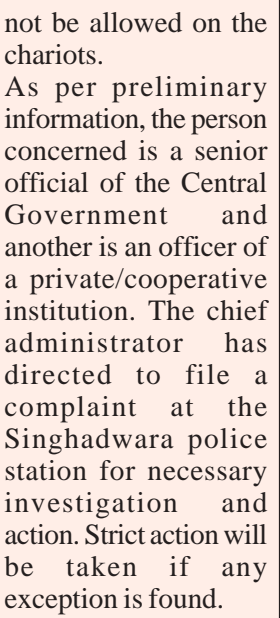 not be allowed on the
chariots.
As per preliminary
information, the person
concerned is a senior
official of the Central
Government and
another is an officer of
a private/cooperative
institution. The chief
administrator has
directed to file a
complaint at the
Singhadwara police
station for necessary
investigation and
action. Strict action will
be taken if any
exception is found.